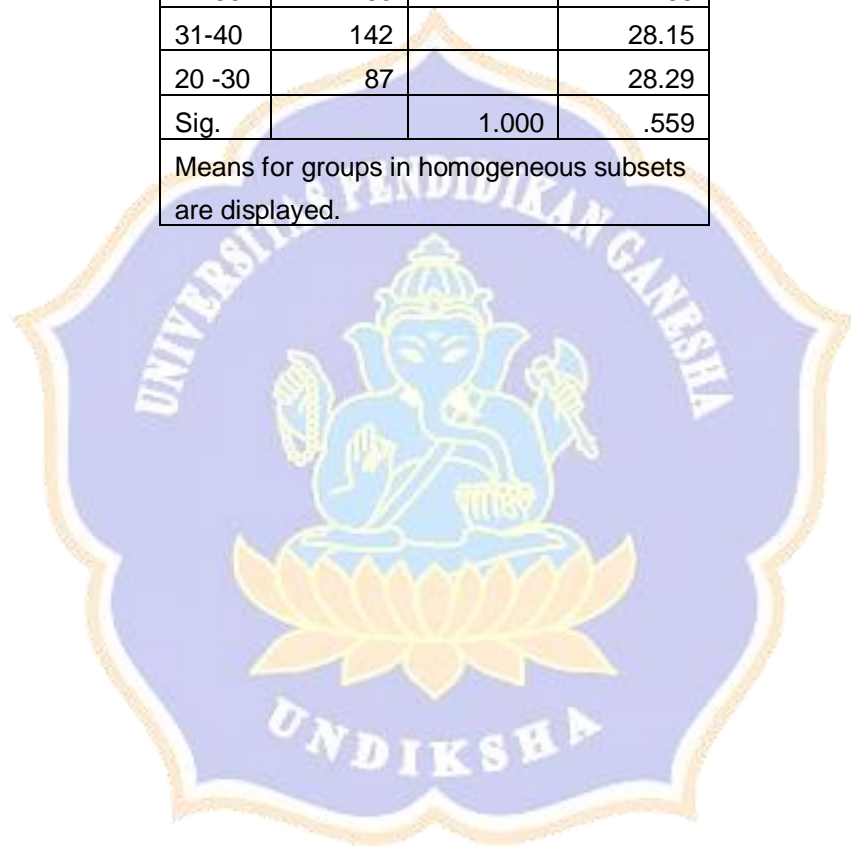 31-40 142 28.15
20 -30 87 28.29
Sig. 1.000 .559
Means for groups in homogeneous subsets
are displayed.
UNIVERSITAS PENDIDIKAN GANESHA
UNDIKSHA